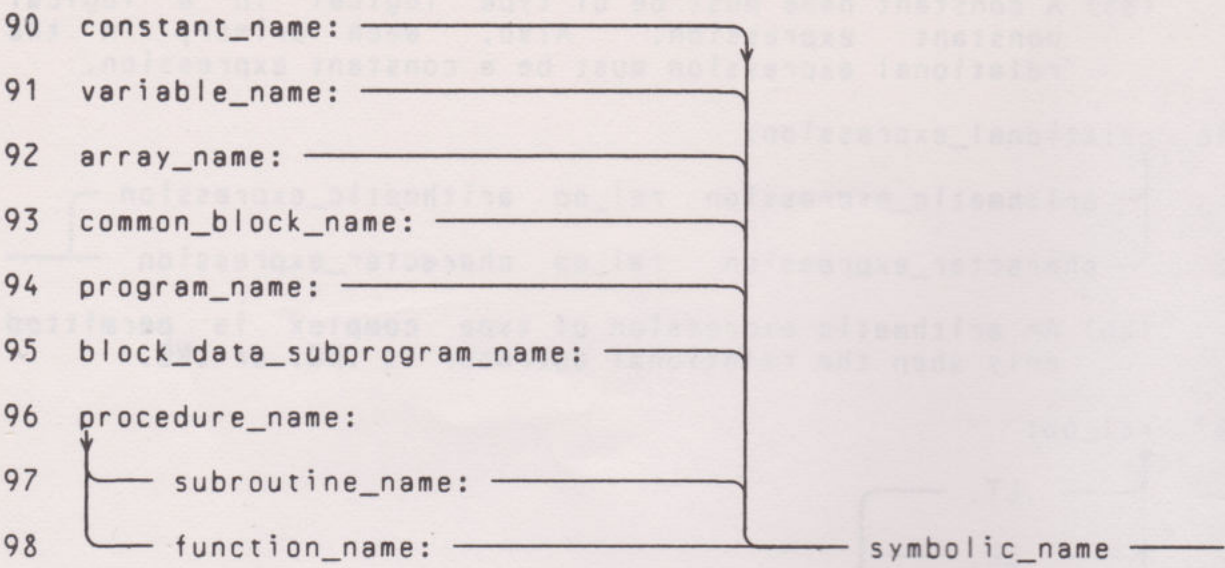 90 constant_name:
91 variable_name:
92 array_name:
93 common_block_name:
94 program_name:
95 block_data_subprogram_name:
96 procedure_name:
97 subroutine_name:
98 function_name: symbolic_name